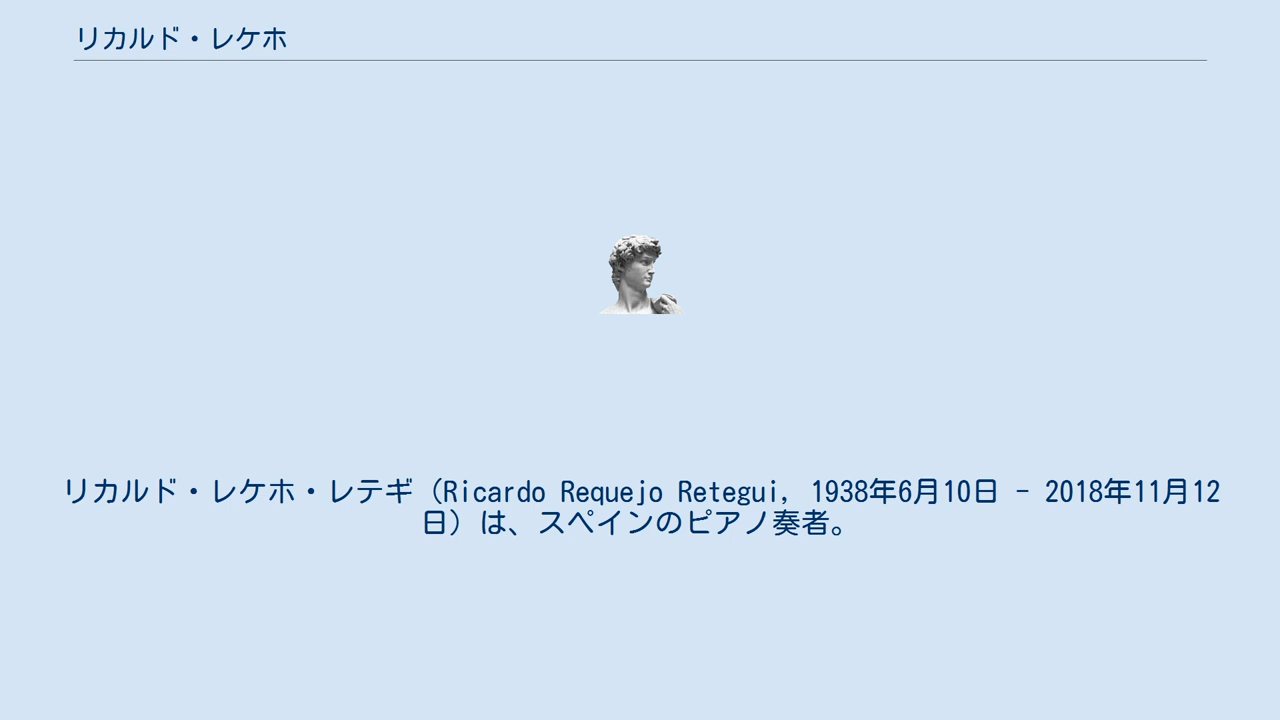 リカルド・レケホ
リカルド・レケホ・レテギ（Ricardo Requejo Retegui, 1938年6月10日 - 2018年11月12
日）は、スペインのピアノ奏者。